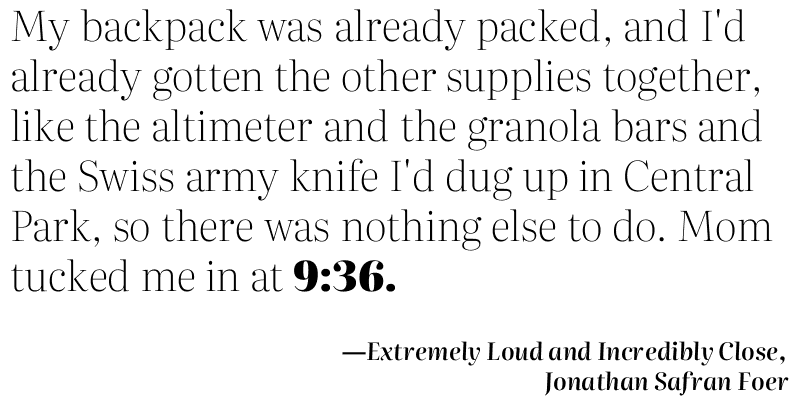 My backpack was already packed, and I'd
already gotten the other supplies together,
like the altimeter and the granola bars and
the Swiss army knife I'd dug up in Central
Park, so there was nothing else to do. Mom
tucked me in at 9:36.
—Extremely Loud and Incredibly Close,
Jonathan Safran Foer